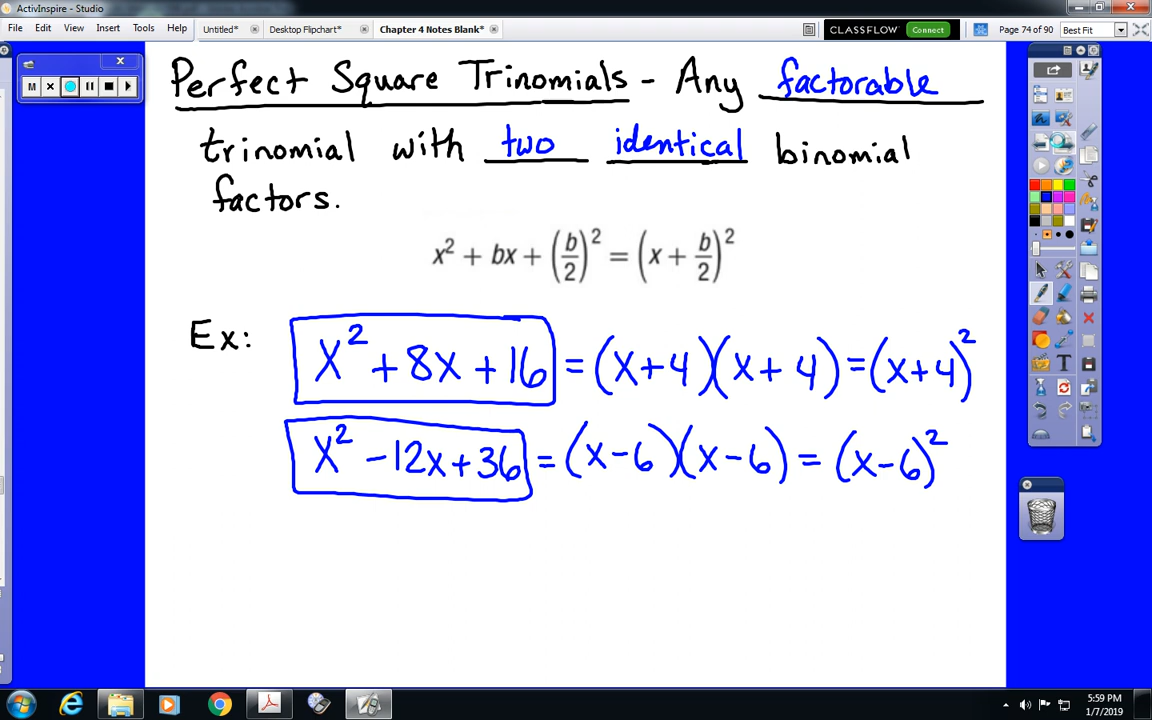 ActivInspire - Studio
File Edit View Insert Tools Help Untitled* Desktop Flipchart* Chapter 4 Notes Blank* CLASSFLOW Connect Page 74 of 90 Best Fit
Perfect Square Trinomials - Any factorable
trinomial with two identical binomial
factors.
x² + bx + (b/2)² = (x + b/2)²
Ex: x² + 8x + 16 = (x+4)(x+4) = (x+4)²
x² - 12x + 36 = (x-6)(x-6) = (x-6)²
5:59 PM
1/7/2019